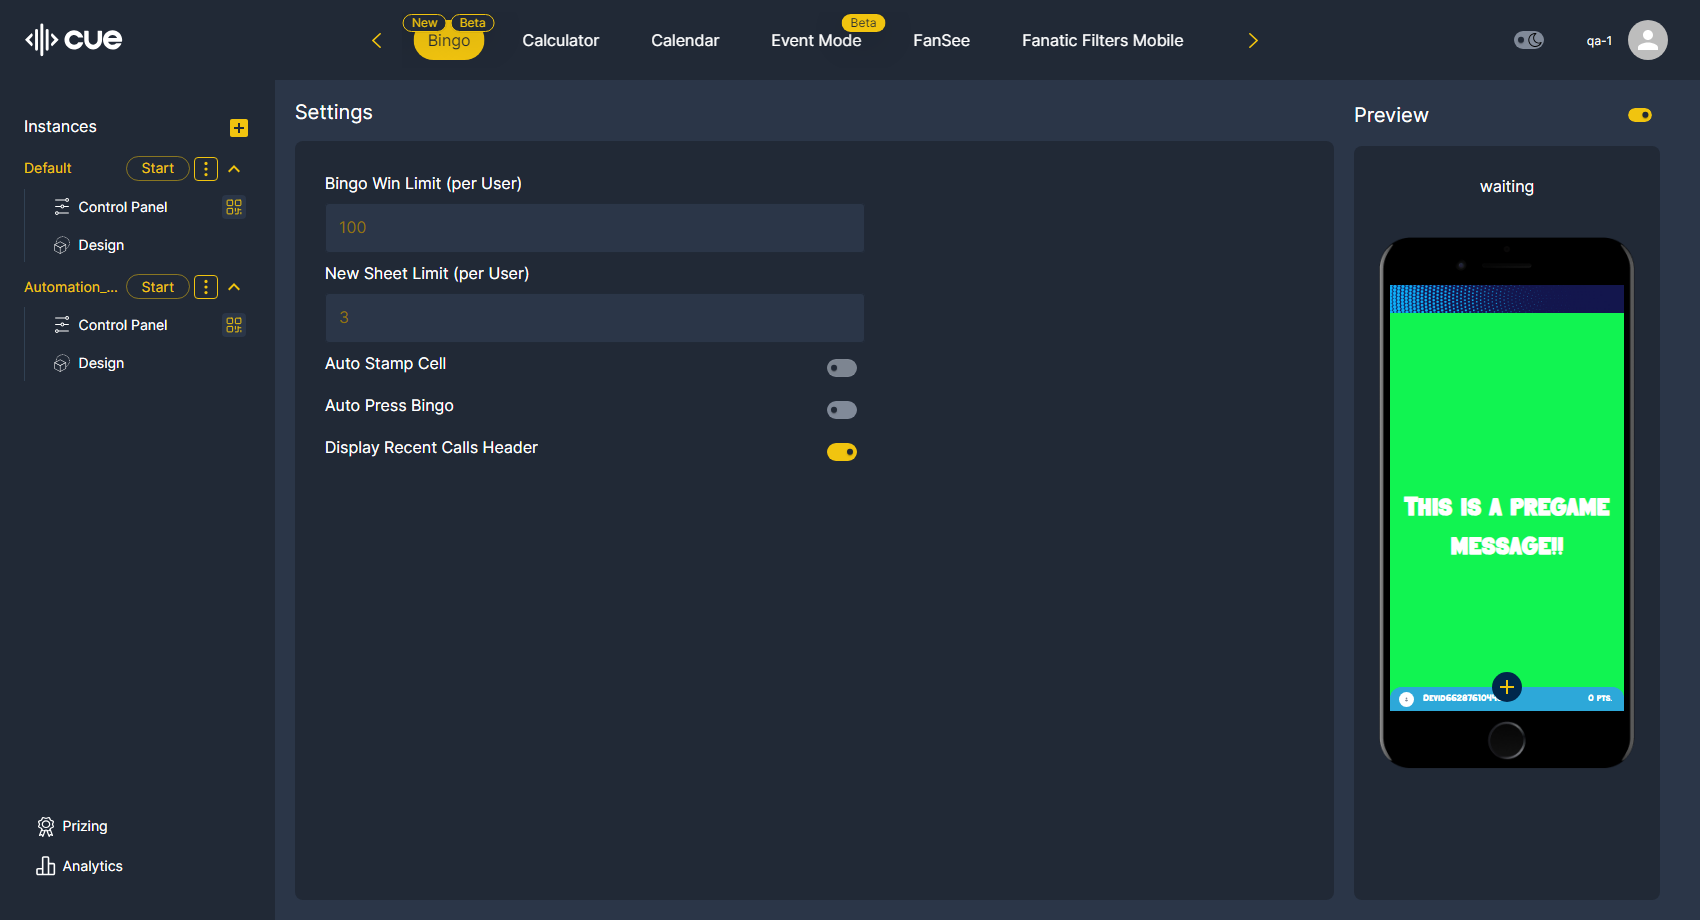 cue
New
Beta
Bingo
Calculator
Calendar
Event Mode
Beta
FanSee
Fanatic Filters Mobile
qa-1
Instances
Default
Start
Control Panel
Design
Automation_...
Start
Control Panel
Design
Prizing
Analytics
Settings
Bingo Win Limit (per User)
100
New Sheet Limit (per User)
3
Auto Stamp Cell
Auto Press Bingo
Display Recent Calls Header
Preview
waiting
THIS IS A PREGAME
MESSAGE!!
0 PTS.